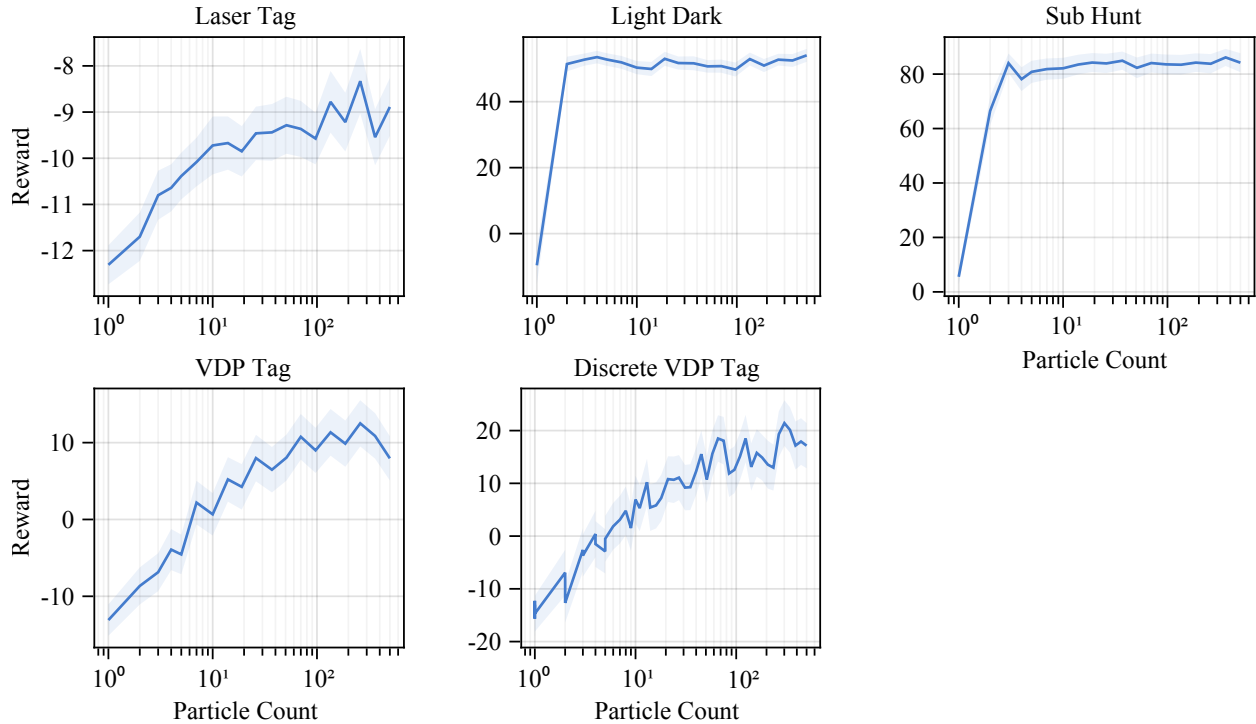 Laser Tag
Light Dark
Sub Hunt
Reward
-8
-9
-10
-11
-12
10⁰ 10¹ 10²
40
20
0
10⁰ 10¹ 10²
80
60
40
20
0
10⁰ 10¹ 10²
Particle Count
VDP Tag
Discrete VDP Tag
Reward
10
0
-10
10⁰ 10¹ 10²
Particle Count
20
10
0
-10
-20
10⁰ 10¹ 10²
Particle Count